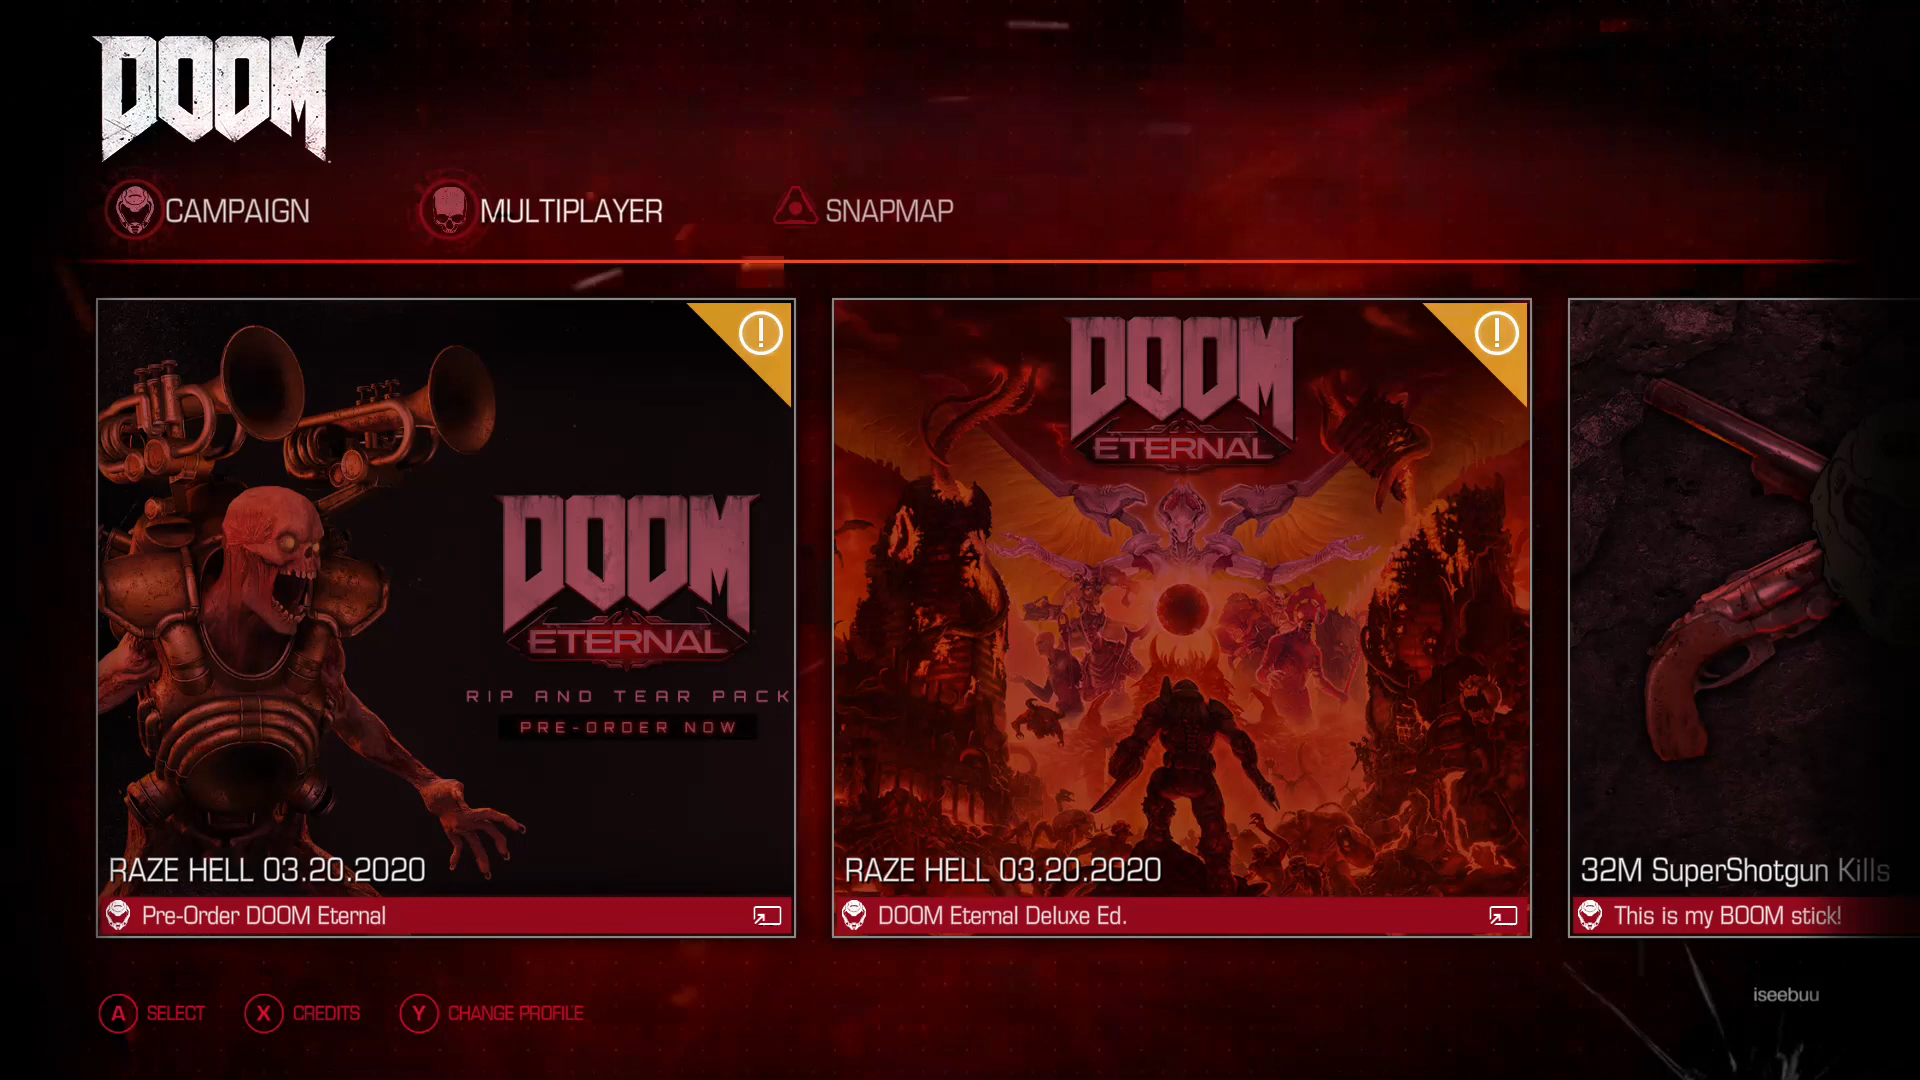 DOOM
CAMPAIGN
MULTIPLAYER
SNAPMAP
DOOM
ETERNAL
RIP AND TEAR PACK
PRE-ORDER NOW
RAZE HELL 03.20.2020
Pre-Order DOOM Eternal
DOOM
ETERNAL
RAZE HELL 03.20.2020
DOOM Eternal Deluxe Ed.
32M SuperShotgun Kills
This is my BOOM stick!
A SELECT
X CREDITS
Y CHANGE PROFILE
iseebuu